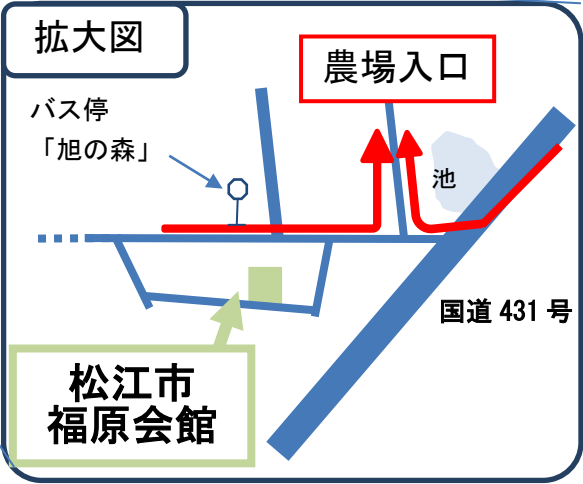 拡大図
農場入口
バス停
「旭の森」
池
国道 431 号
松江市
福原会館